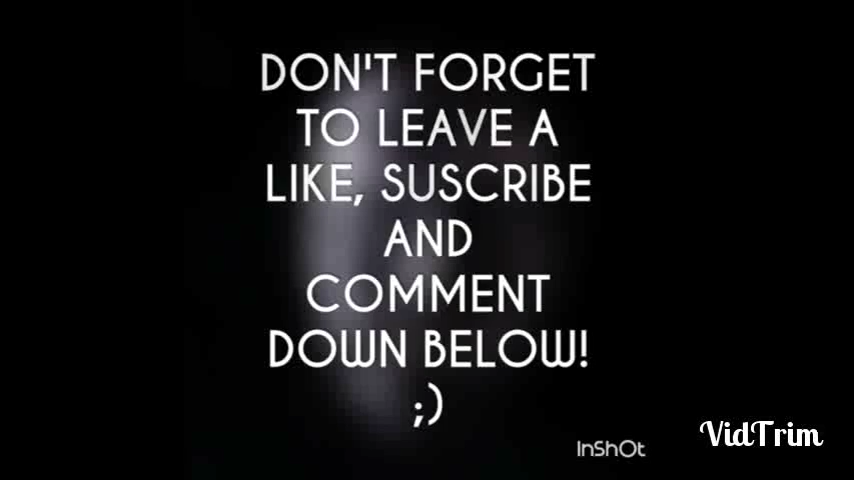 DON'T FORGET
TO LEAVE A
LIKE, SUSCRIBE
AND
COMMENT
DOWN BELOW!
;)
InShOt
VidTrim